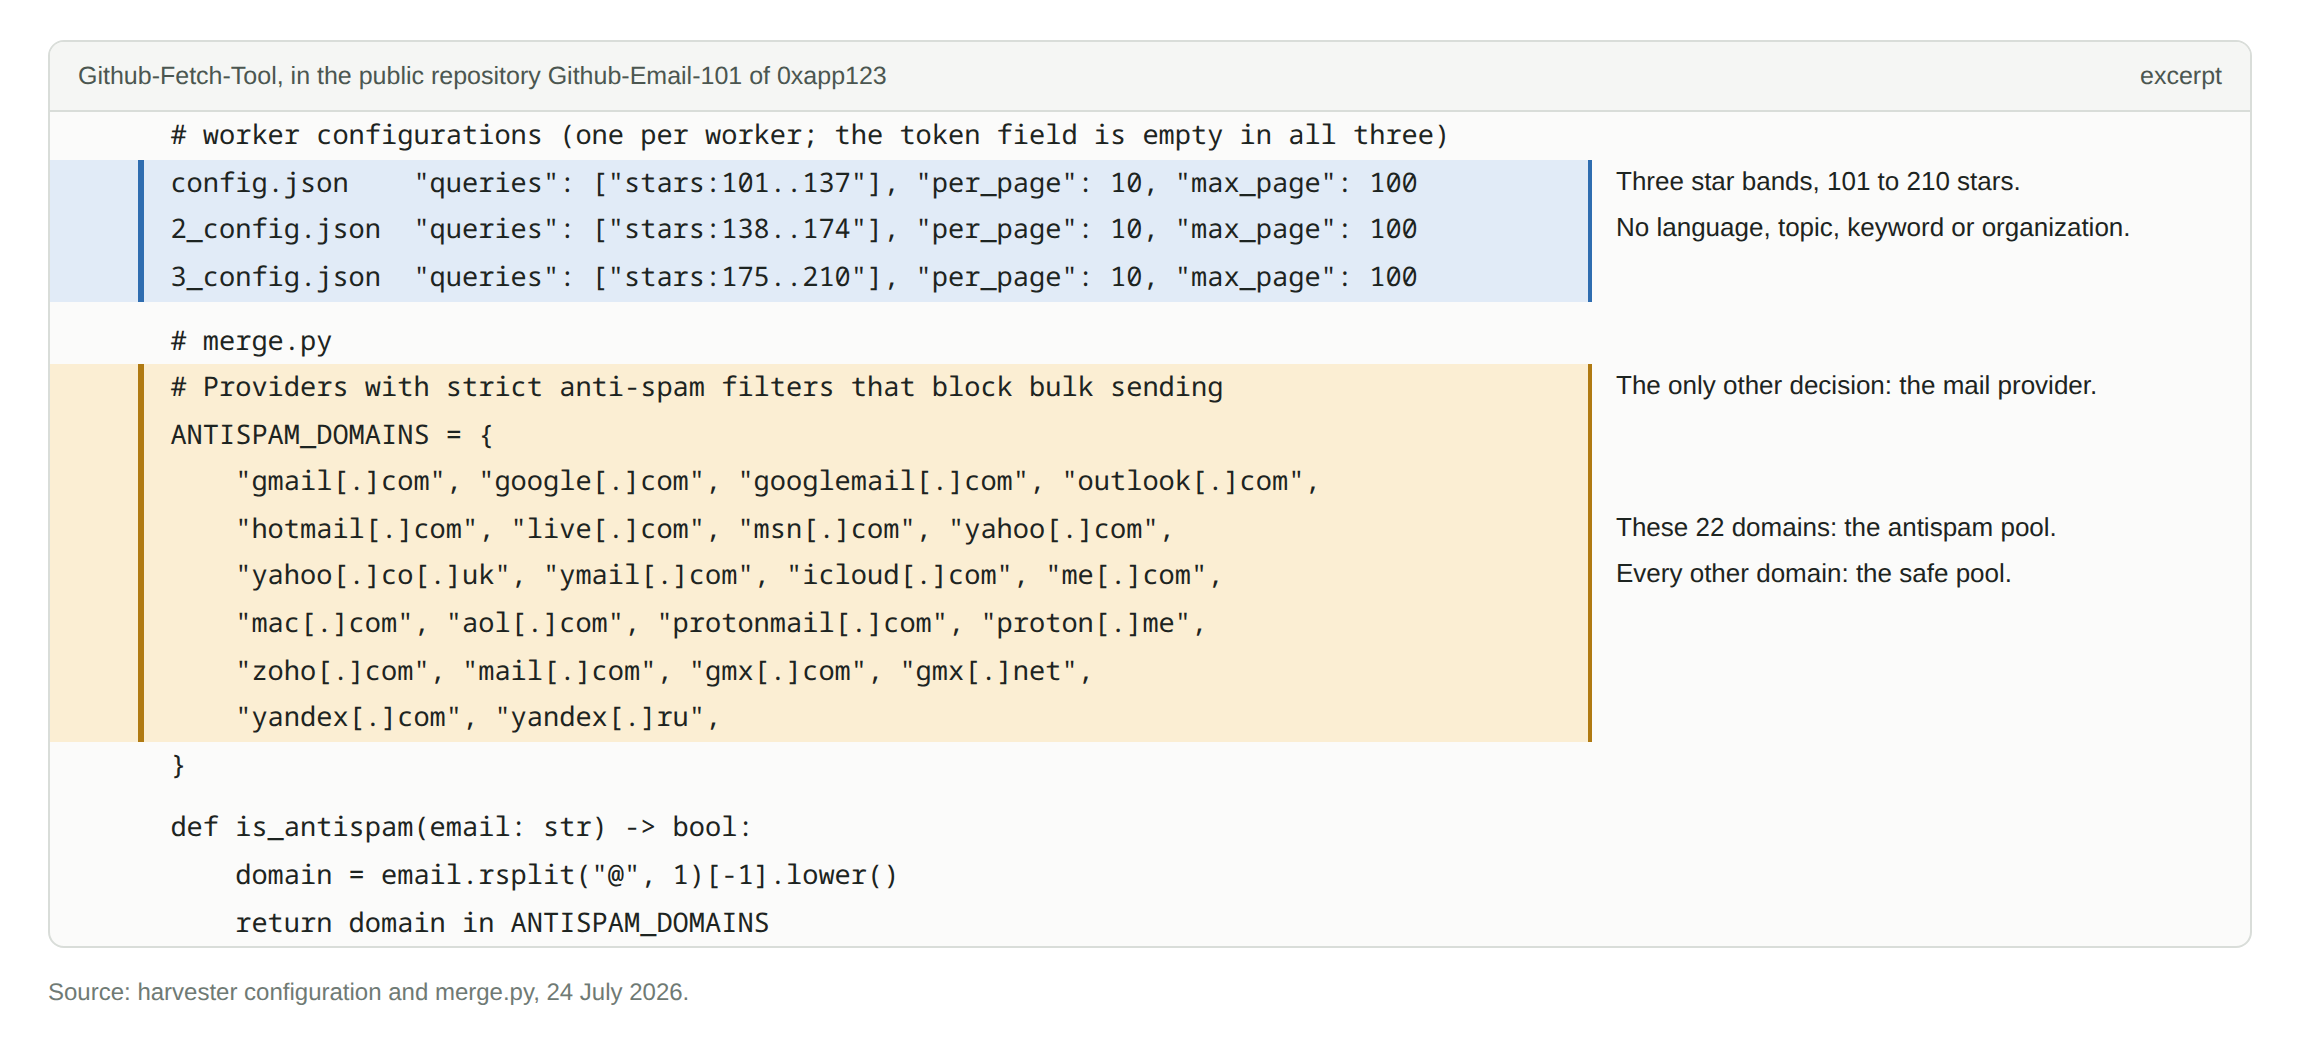 Github-Fetch-Tool, in the public repository Github-Email-101 of 0xapp123 excerpt
# worker configurations (one per worker; the token field is empty in all three)
config.json "queries": ["stars:101..137"], "per_page": 10, "max_page": 100 Three star bands, 101 to 210 stars.
2_config.json "queries": ["stars:138..174"], "per_page": 10, "max_page": 100 No language, topic, keyword or organization.
3_config.json "queries": ["stars:175..210"], "per_page": 10, "max_page": 100
# merge.py
# Providers with strict anti-spam filters that block bulk sending The only other decision: the mail provider.
ANTISPAM_DOMAINS = {
"gmail[.]com", "google[.]com", "googlemail[.]com", "outlook[.]com",
"hotmail[.]com", "live[.]com", "msn[.]com", "yahoo[.]com", These 22 domains: the antispam pool.
"yahoo[.]co[.]uk", "ymail[.]com", "icloud[.]com", "me[.]com", Every other domain: the safe pool.
"mac[.]com", "aol[.]com", "protonmail[.]com", "proton[.]me",
"zoho[.]com", "mail[.]com", "gmx[.]com", "gmx[.]net",
"yandex[.]com", "yandex[.]ru",
}
def is_antispam(email: str) -> bool:
domain = email.rsplit("@", 1)[-1].lower()
return domain in ANTISPAM_DOMAINS
Source: harvester configuration and merge.py, 24 July 2026.